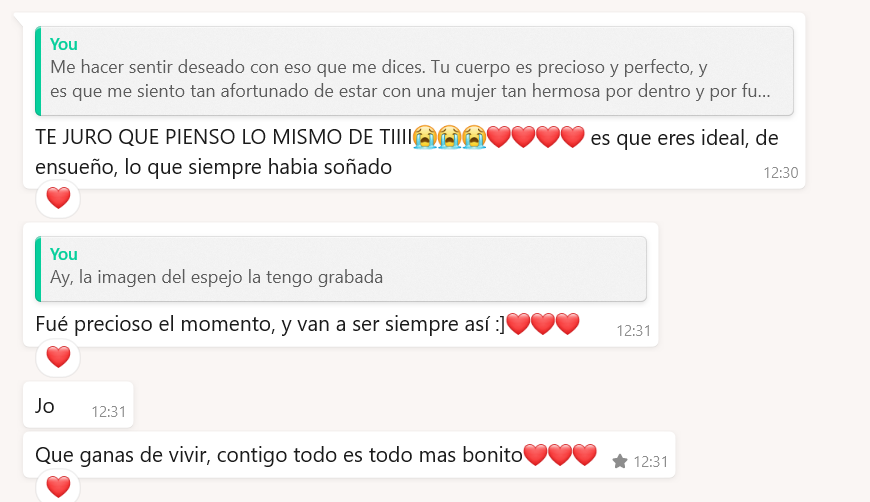 You
Me hacer sentir deseado con eso que me dices. Tu cuerpo es precioso y perfecto, y
es que me siento tan afortunado de estar con una mujer tan hermosa por dentro y por fu...
TE JURO QUE PIENSO LO MISMO DE TIIII😭😭😭❤️❤️❤️❤️ es que eres ideal, de
ensueño, lo que siempre habia soñado
12:30
❤️
You
Ay, la imagen del espejo la tengo grabada
Fué precioso el momento, y van a ser siempre así :]❤️❤️❤️
12:31
❤️
Jo
12:31
Que ganas de vivir, contigo todo es todo mas bonito❤️❤️❤️
12:31
❤️